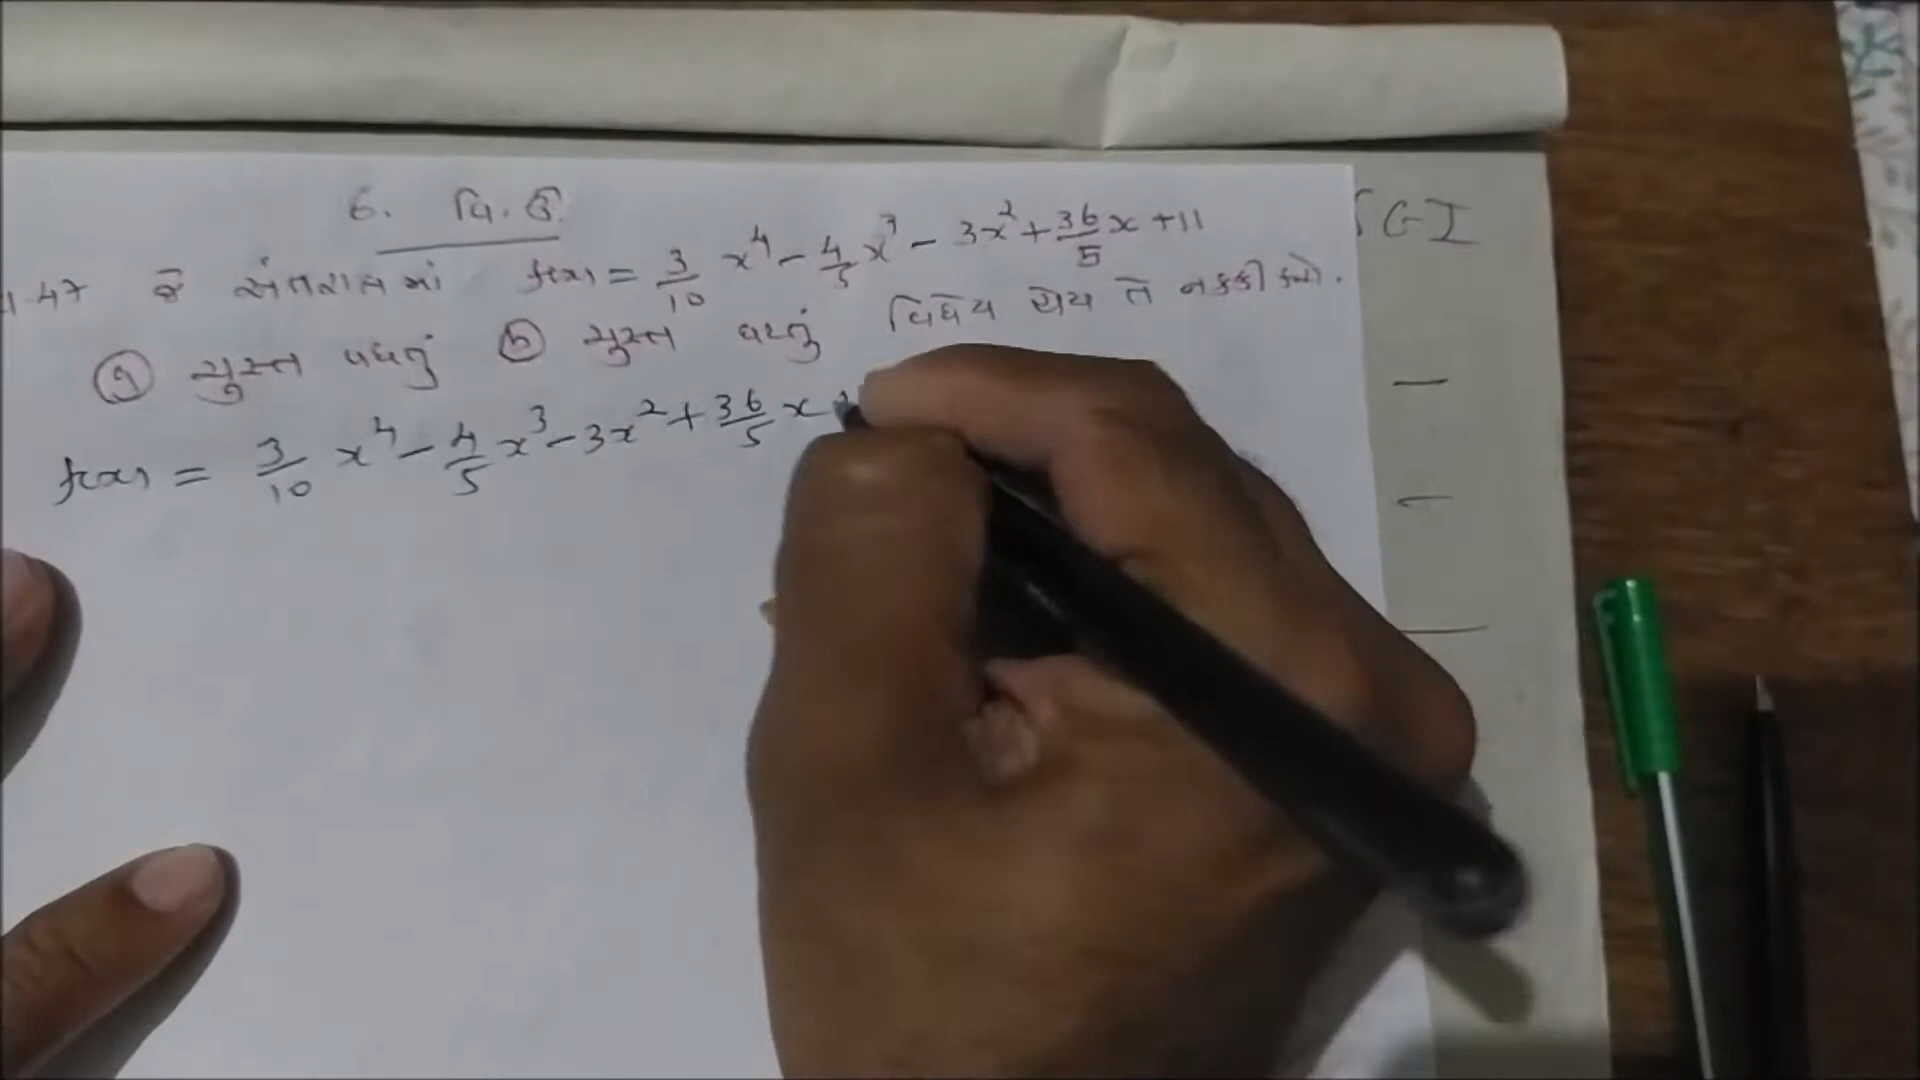 6. વિ.ઉ.
47 જે અંતરાલમાં f(x) = 3/10 x⁴ - 4/5 x³ - 3x² + 36/5 x + 11
(a) ચુસ્ત વધતું (b) ચુસ્ત ઘટતું વિધેય હોય તે નક્કી કરો.
f(x) = 3/10 x⁴ - 4/5 x³ - 3x² + 36/5 x